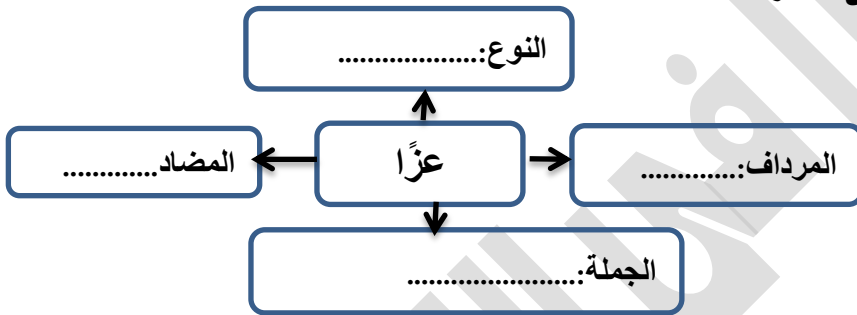 النوع:....................
المرداف:.............
عزًا
المضاد.............
الجملة:........................